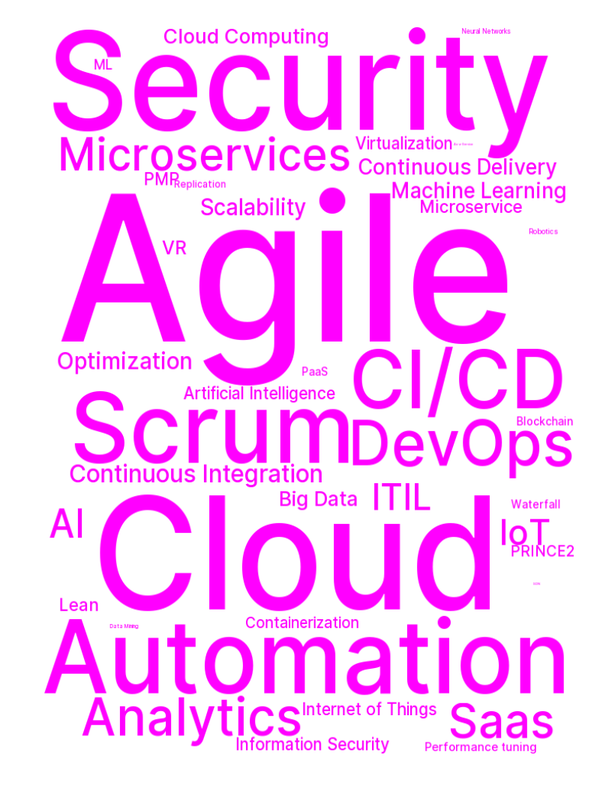 Cloud Computing
Neural Networks
Security
ML
Microservices
Virtualization
Continuous Delivery
PMP
Replication
Machine Learning
Scalability
Microservice
Agile
Robotics
VR
Optimization
PaaS
CI/CD
Artificial Intelligence
Scrum
Blockchain
DevOps
Continuous Integration
Big Data
ITIL
Waterfall
AI
Cloud
IoT
PRINCE2
Lean
Data Mining
Containerization
Automation
Analytics
Internet of Things
Saas
Information Security
Performance tuning